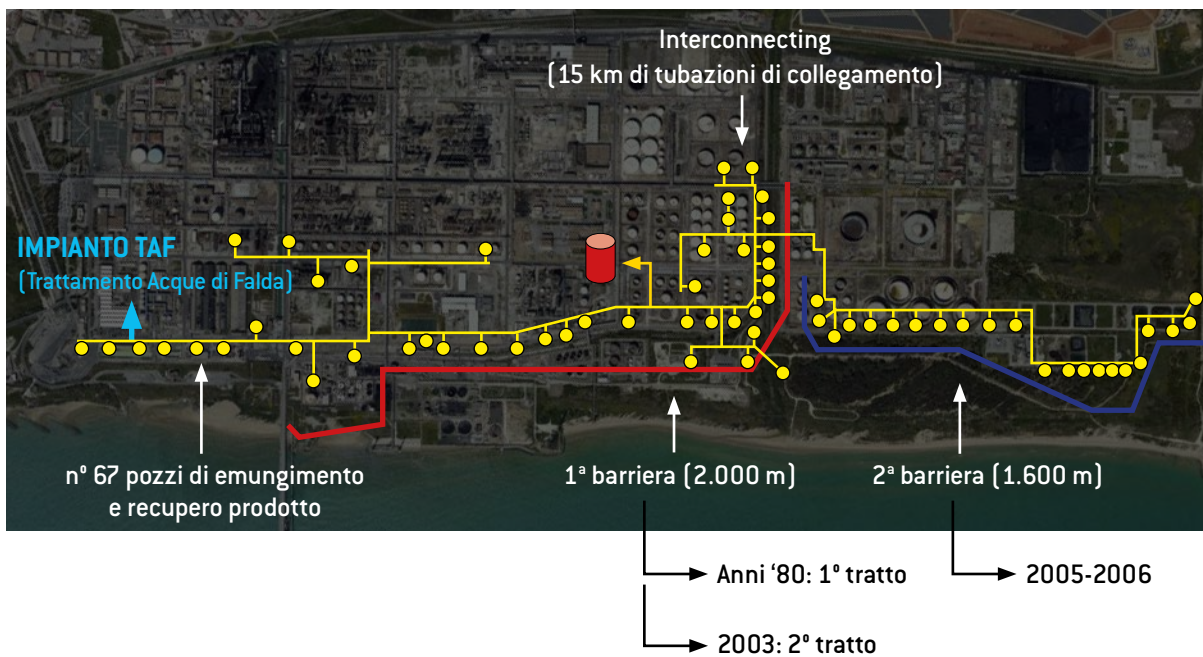 Interconnecting
(15 km di tubazioni di collegamento)
IMPIANTO TAF
(Trattamento Acque di Falda)
n° 67 pozzi di emungimento
e recupero prodotto
1ª barriera (2.000 m)
2ª barriera (1.600 m)
Anni ‘80: 1° tratto
2005-2006
2003: 2° tratto